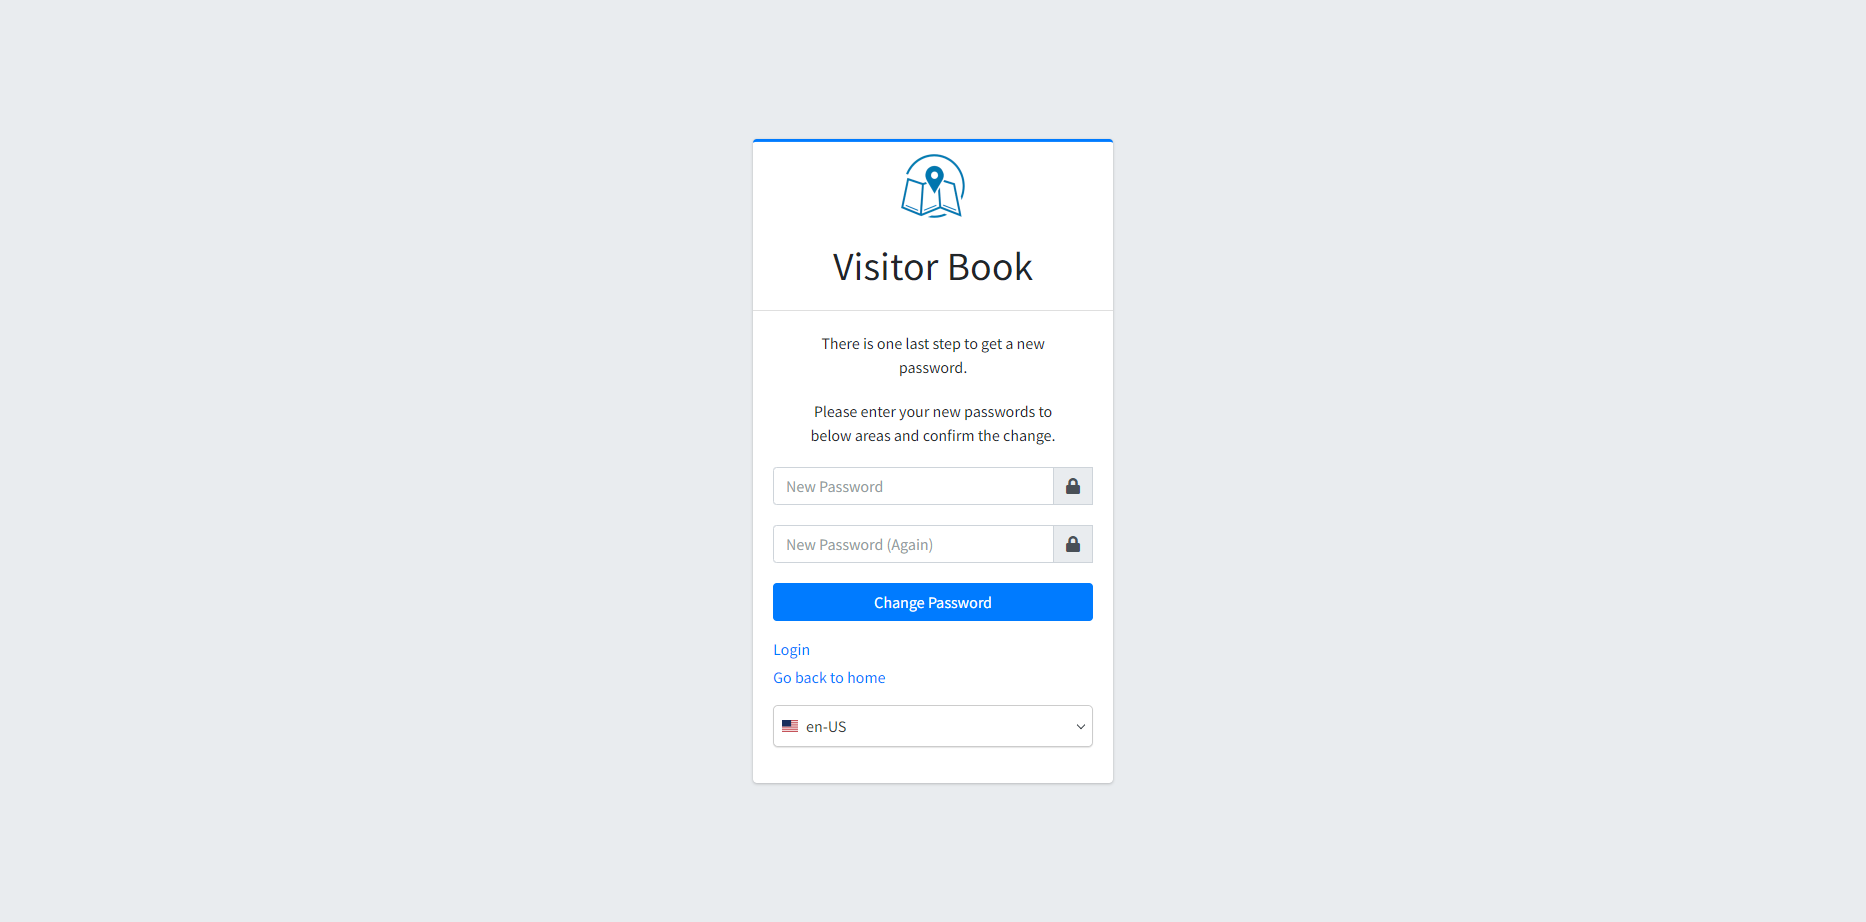 Visitor Book
There is one last step to get a new
password.
Please enter your new passwords to
below areas and confirm the change.
New Password
New Password (Again)
Change Password
Login
Go back to home
en-US